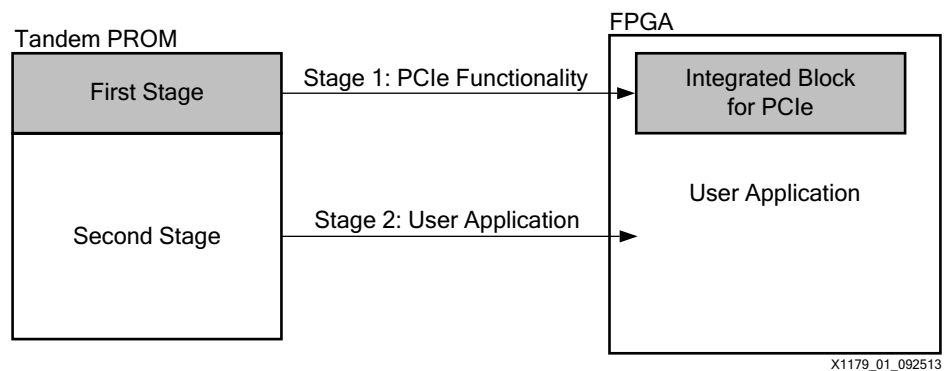 Tandem PROM
FPGA
First Stage
Stage 1: PCIe Functionality
Integrated Block
for PCIe
User Application
Second Stage
Stage 2: User Application
X1179_01_092513